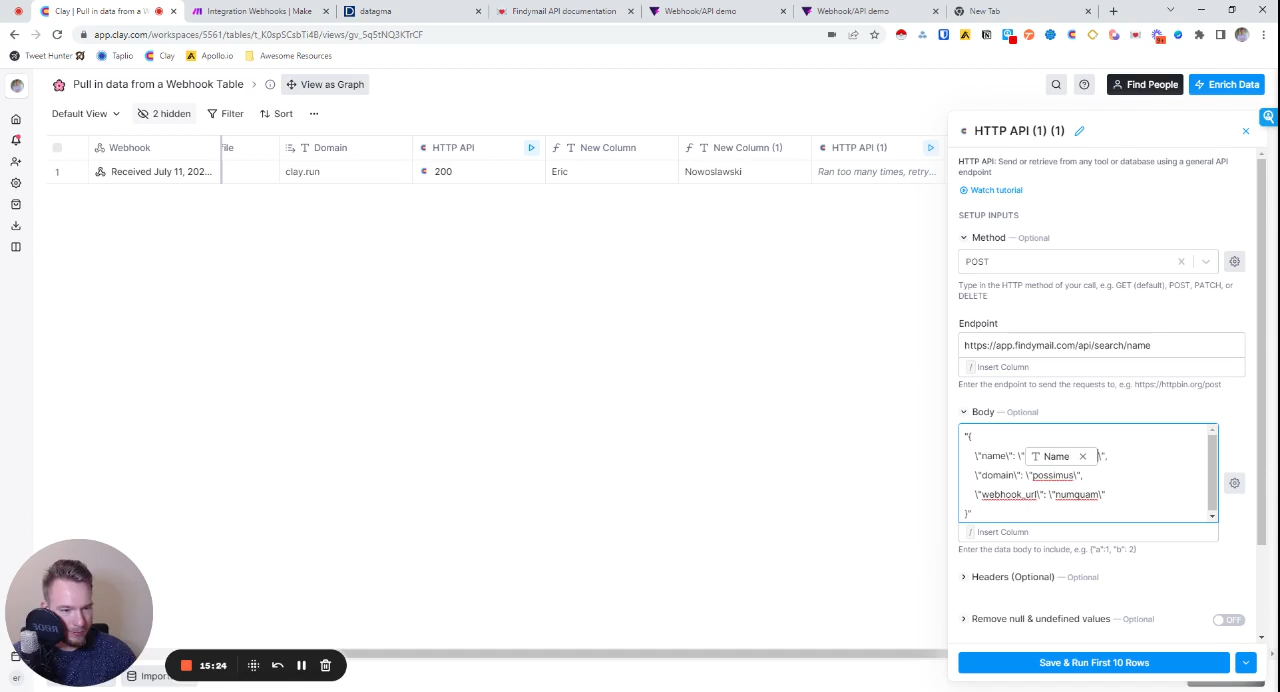 Clay | Pull in data from a W
Integration Webhooks | Make
datagma
Findymail API documentation
Webhook/API demo
Webhook/API demo
New Tab
app.clay.com/workspaces/5561/tables/t_K0spSCsbTi4B/views/gv_5q5tNQ3KTrCF
Tweet Hunter
Taplio
Clay
Apollo.io
Awesome Resources
Pull in data from a Webhook Table
View as Graph
Find People
Enrich Data
Default View
2 hidden
Filter
Sort
Webhook
file
Domain
HTTP API
New Column
New Column (1)
HTTP API (1)
1
Received July 11, 202...
clay.run
200
Eric
Nowoslawski
Ran too many times, retry...
HTTP API (1) (1)
HTTP API: Send or retrieve from any tool or database using a general API
endpoint
Watch tutorial
SETUP INPUTS
Method — Optional
POST
Type in the HTTP method of your call, e.g. GET (default), POST, PATCH, or
DELETE
Endpoint
https://app.findymail.com/api/search/name
/ Insert Column
Enter the endpoint to send the requests to, e.g. https://httpbin.org/post
Body — Optional
"{
\"name\": \" Name \",
\"domain\": \"possimus\",
\"webhook_url\": \"numquam\"
}"
/ Insert Column
Enter the data body to include, e.g. {"a":1, "b": 2}
Headers (Optional) — Optional
Remove null & undefined values — Optional
OFF
Save & Run First 10 Rows
RODE
15:24
Import
er